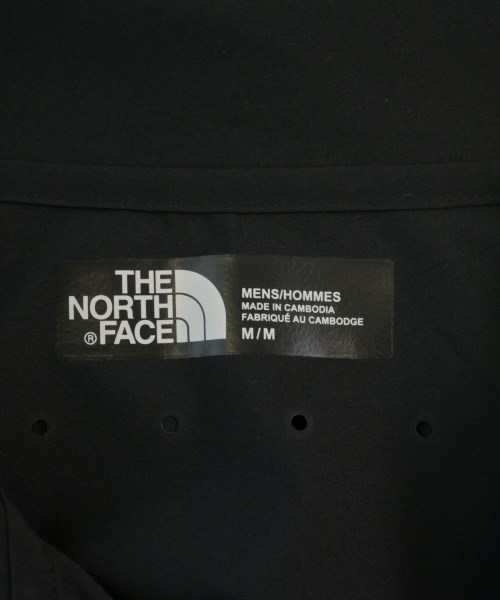 THE
NORTH
® FACE
MENS/HOMMES
MADE IN CAMBODIA
FABRIQUÉ AU CAMBODGE
M/M